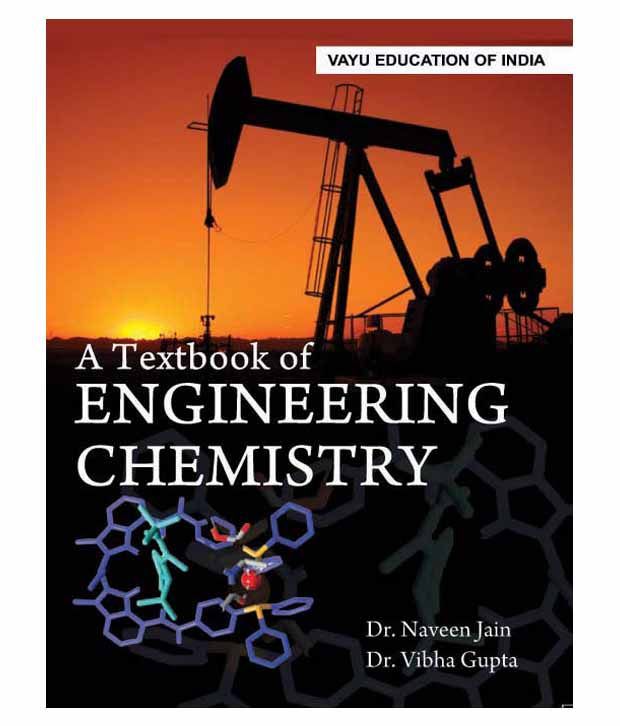 VAYU EDUCATION OF INDIA
A Textbook of
ENGINEERING
CHEMISTRY
Dr. Naveen Jain
Dr. Vibha Gupta